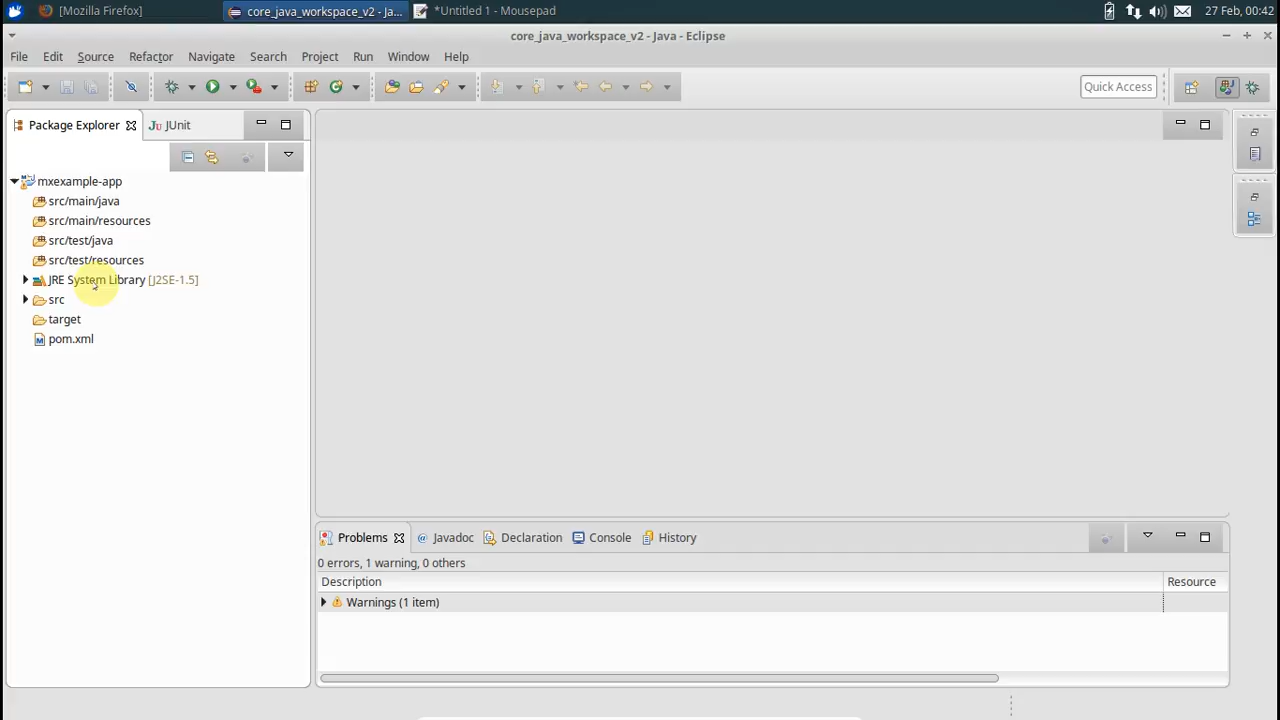 [Mozilla Firefox]
core_java_workspace_v2 - Ja...
*Untitled 1 - Mousepad
27 Feb, 00:42
core_java_workspace_v2 - Java - Eclipse
File Edit Source Refactor Navigate Search Project Run Window Help
Quick Access
Package Explorer
JUnit
mxexample-app
src/main/java
src/main/resources
src/test/java
src/test/resources
JRE System Library [J2SE-1.5]
src
target
pom.xml
Problems
@ Javadoc
Declaration
Console
History
0 errors, 1 warning, 0 others
Description
Resource
Warnings (1 item)